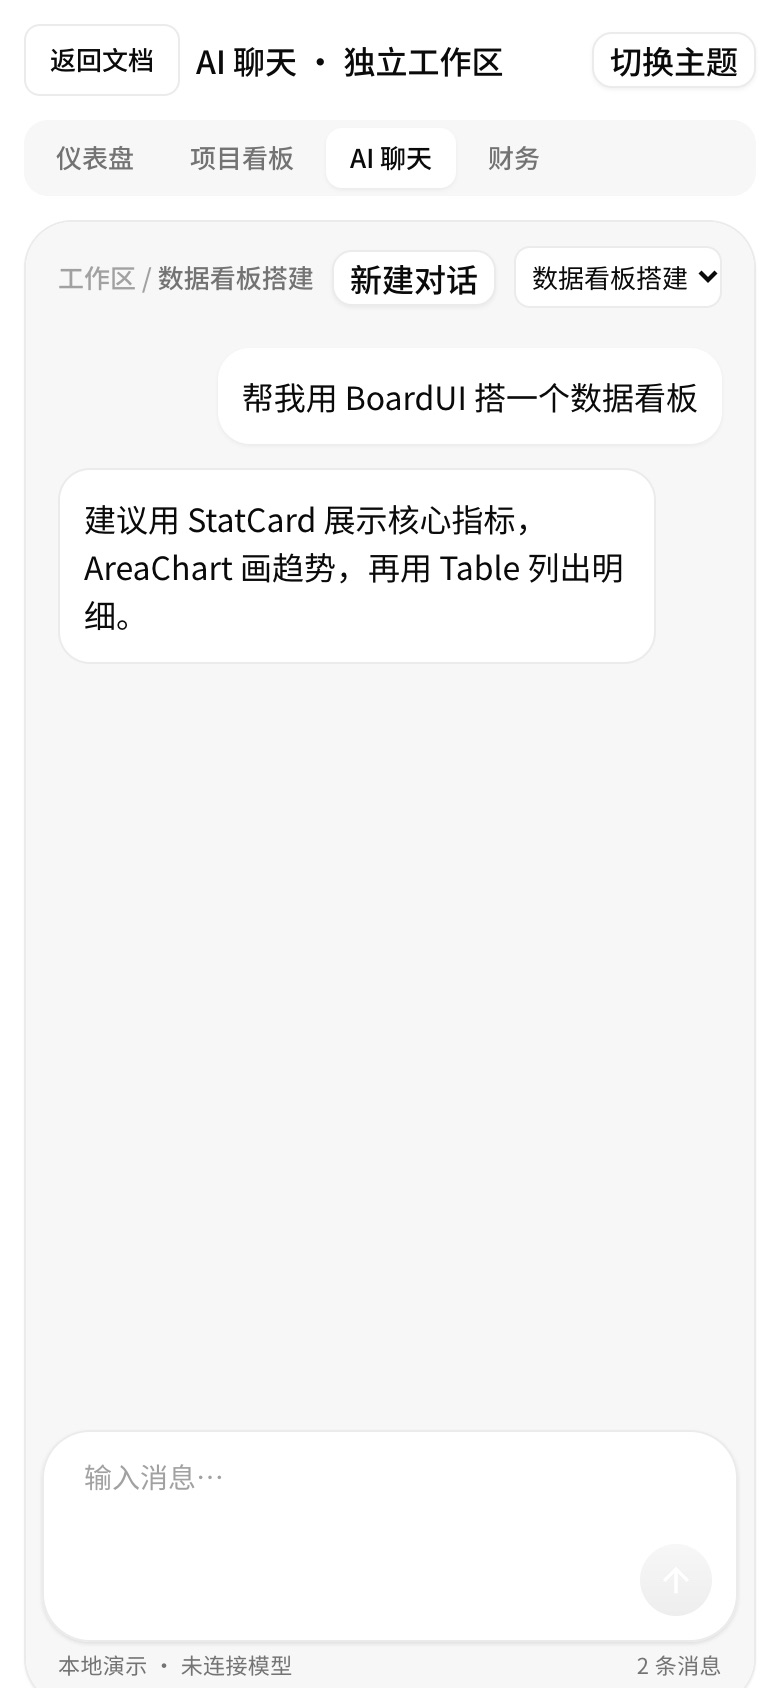 返回文档 AI 聊天 · 独立工作区 切换主题
仪表盘 项目看板 AI 聊天 财务
工作区 / 数据看板搭建 新建对话 数据看板搭建
帮我用 BoardUI 搭一个数据看板
建议用 StatCard 展示核心指标，
AreaChart 画趋势，再用 Table 列出明
细。
输入消息…
本地演示 · 未连接模型 2 条消息